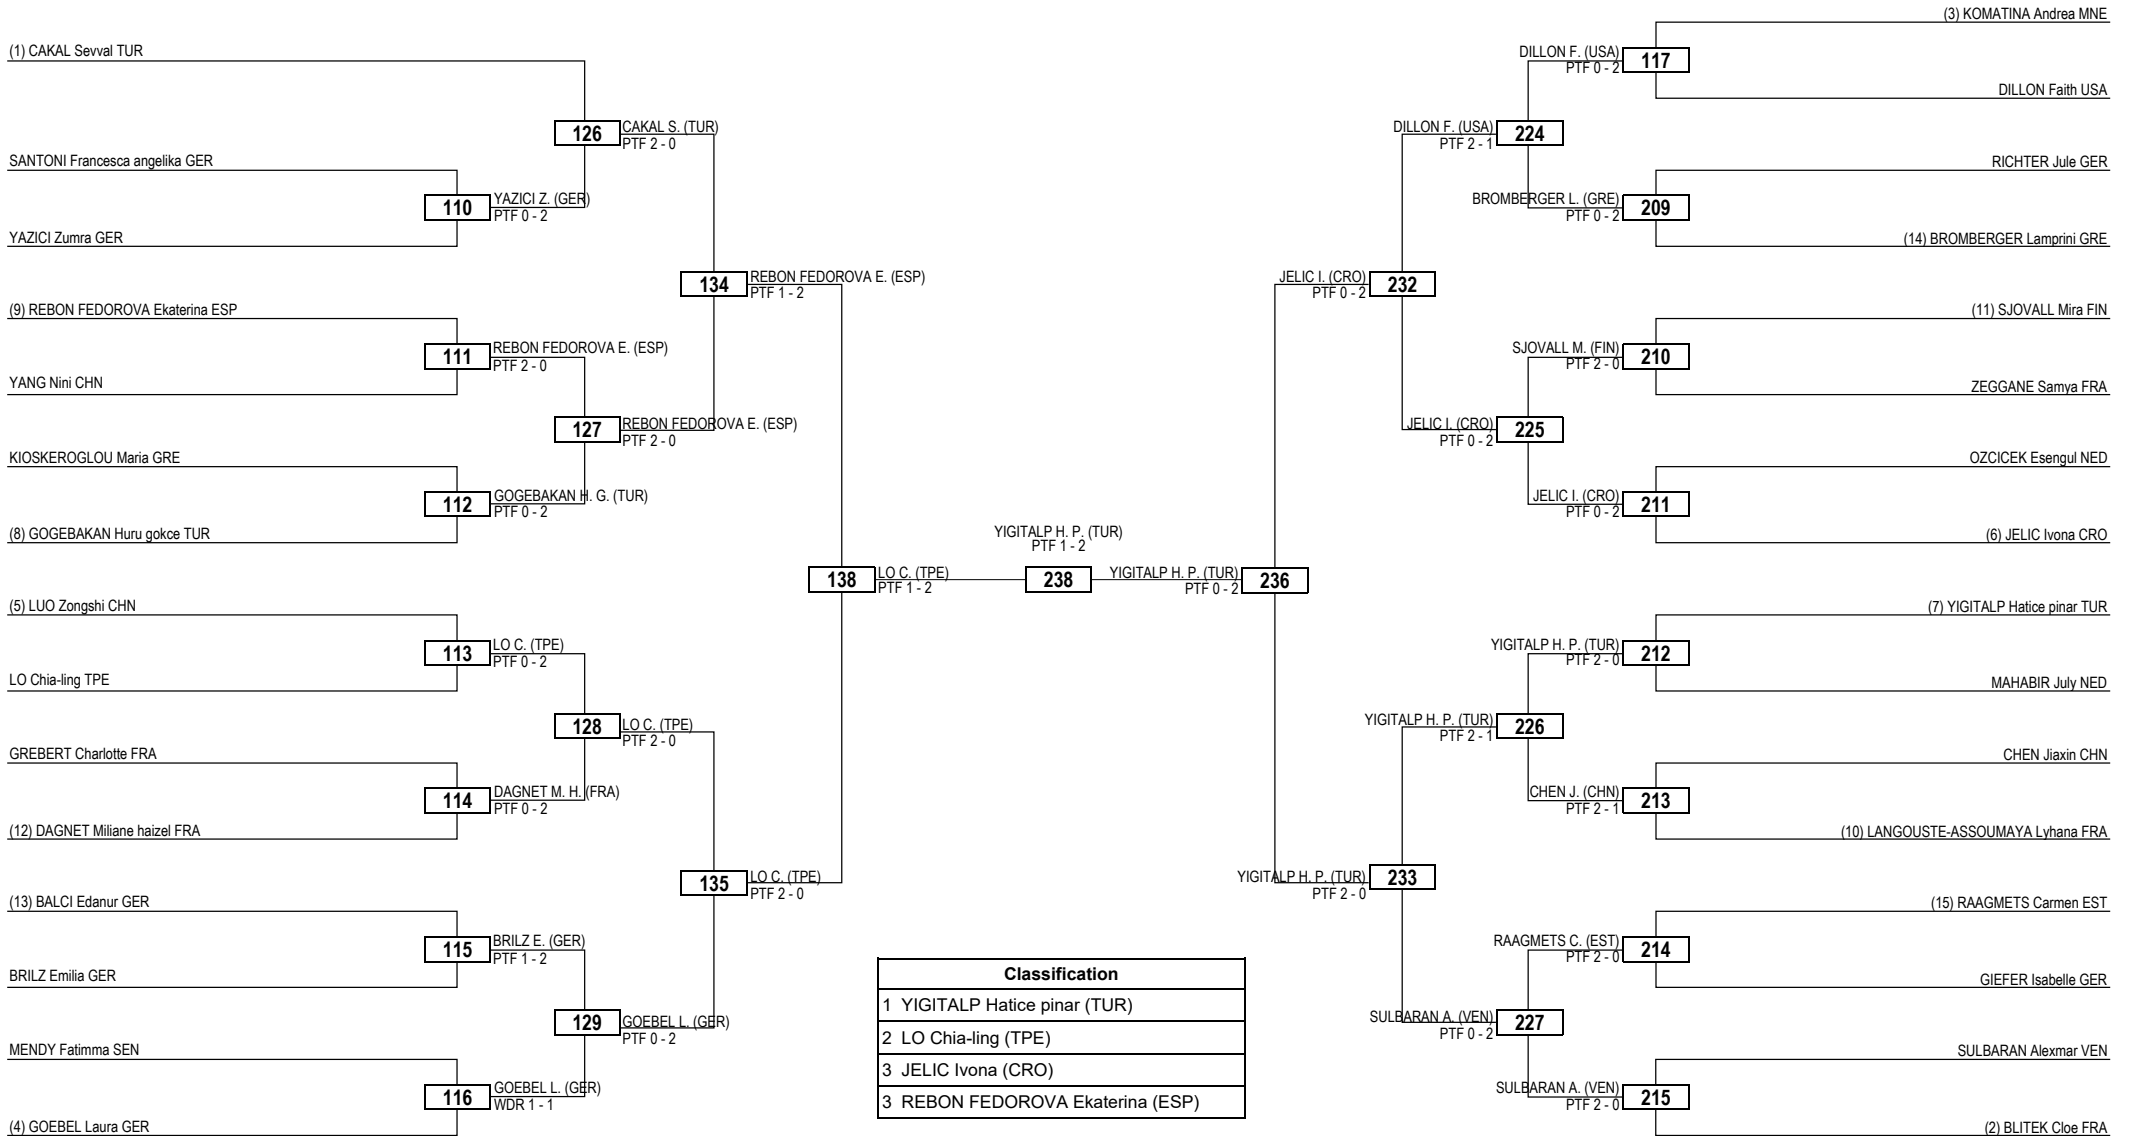 (1) CAKAL Sevval TUR
SANTONI Francesca angelika GER
YAZICI Zumra GER
(9) REBON FEDOROVA Ekaterina ESP
YANG Nini CHN
KIOSKEROGLOU Maria GRE
(8) GOGEBAKAN Huru gokce TUR
(5) LUO Zongshi CHN
LO Chia-ling TPE
GREBERT Charlotte FRA
(12) DAGNET Miliane haizel FRA
(13) BALCI Edanur GER
BRILZ Emilia GER
MENDY Fatimma SEN
(4) GOEBEL Laura GER
110
YAZICI Z. (GER)
PTF 0 - 2
111
REBON FEDOROVA E. (ESP)
PTF 2 - 0
112
GOGEBAKAN H. G. (TUR)
PTF 0 - 2
113
LO C. (TPE)
PTF 0 - 2
114
DAGNET M. H. (FRA)
PTF 0 - 2
115
BRILZ E. (GER)
PTF 1 - 2
116
GOEBEL L. (GER)
WDR 1 - 1
126
CAKAL S. (TUR)
PTF 2 - 0
127
REBON FEDOROVA E. (ESP)
PTF 2 - 0
128
LO C. (TPE)
PTF 2 - 0
129
GOEBEL L. (GER)
PTF 0 - 2
134
REBON FEDOROVA E. (ESP)
PTF 1 - 2
135
LO C. (TPE)
PTF 2 - 0
138
LO C. (TPE)
PTF 1 - 2
YIGITALP H. P. (TUR)
PTF 1 - 2
238
YIGITALP H. P. (TUR)
PTF 0 - 2
236
JELIC I. (CRO)
PTF 0 - 2
232
YIGITALP H. P. (TUR)
PTF 2 - 0
233
DILLON F. (USA)
PTF 2 - 1
224
JELIC I. (CRO)
PTF 0 - 2
225
YIGITALP H. P. (TUR)
PTF 2 - 1
226
SULBARAN A. (VEN)
PTF 0 - 2
227
DILLON F. (USA)
PTF 0 - 2
117
BROMBERGER L. (GRE)
PTF 0 - 2
209
SJOVALL M. (FIN)
PTF 2 - 0
210
JELIC I. (CRO)
PTF 0 - 2
211
YIGITALP H. P. (TUR)
PTF 2 - 0
212
CHEN J. (CHN)
PTF 2 - 1
213
RAAGMETS C. (EST)
PTF 2 - 0
214
SULBARAN A. (VEN)
PTF 2 - 0
215
(3) KOMATINA Andrea MNE
DILLON Faith USA
RICHTER Jule GER
(14) BROMBERGER Lamprini GRE
(11) SJOVALL Mira FIN
ZEGGANE Samya FRA
OZCICEK Esengul NED
(6) JELIC Ivona CRO
(7) YIGITALP Hatice pinar TUR
MAHABIR July NED
CHEN Jiaxin CHN
(10) LANGOUSTE-ASSOUMAYA Lyhana FRA
(15) RAAGMETS Carmen EST
GIEFER Isabelle GER
SULBARAN Alexmar VEN
(2) BLITEK Cloe FRA
Classification
1 YIGITALP Hatice pinar (TUR)
2 LO Chia-ling (TPE)
3 JELIC Ivona (CRO)
3 REBON FEDOROVA Ekaterina (ESP)